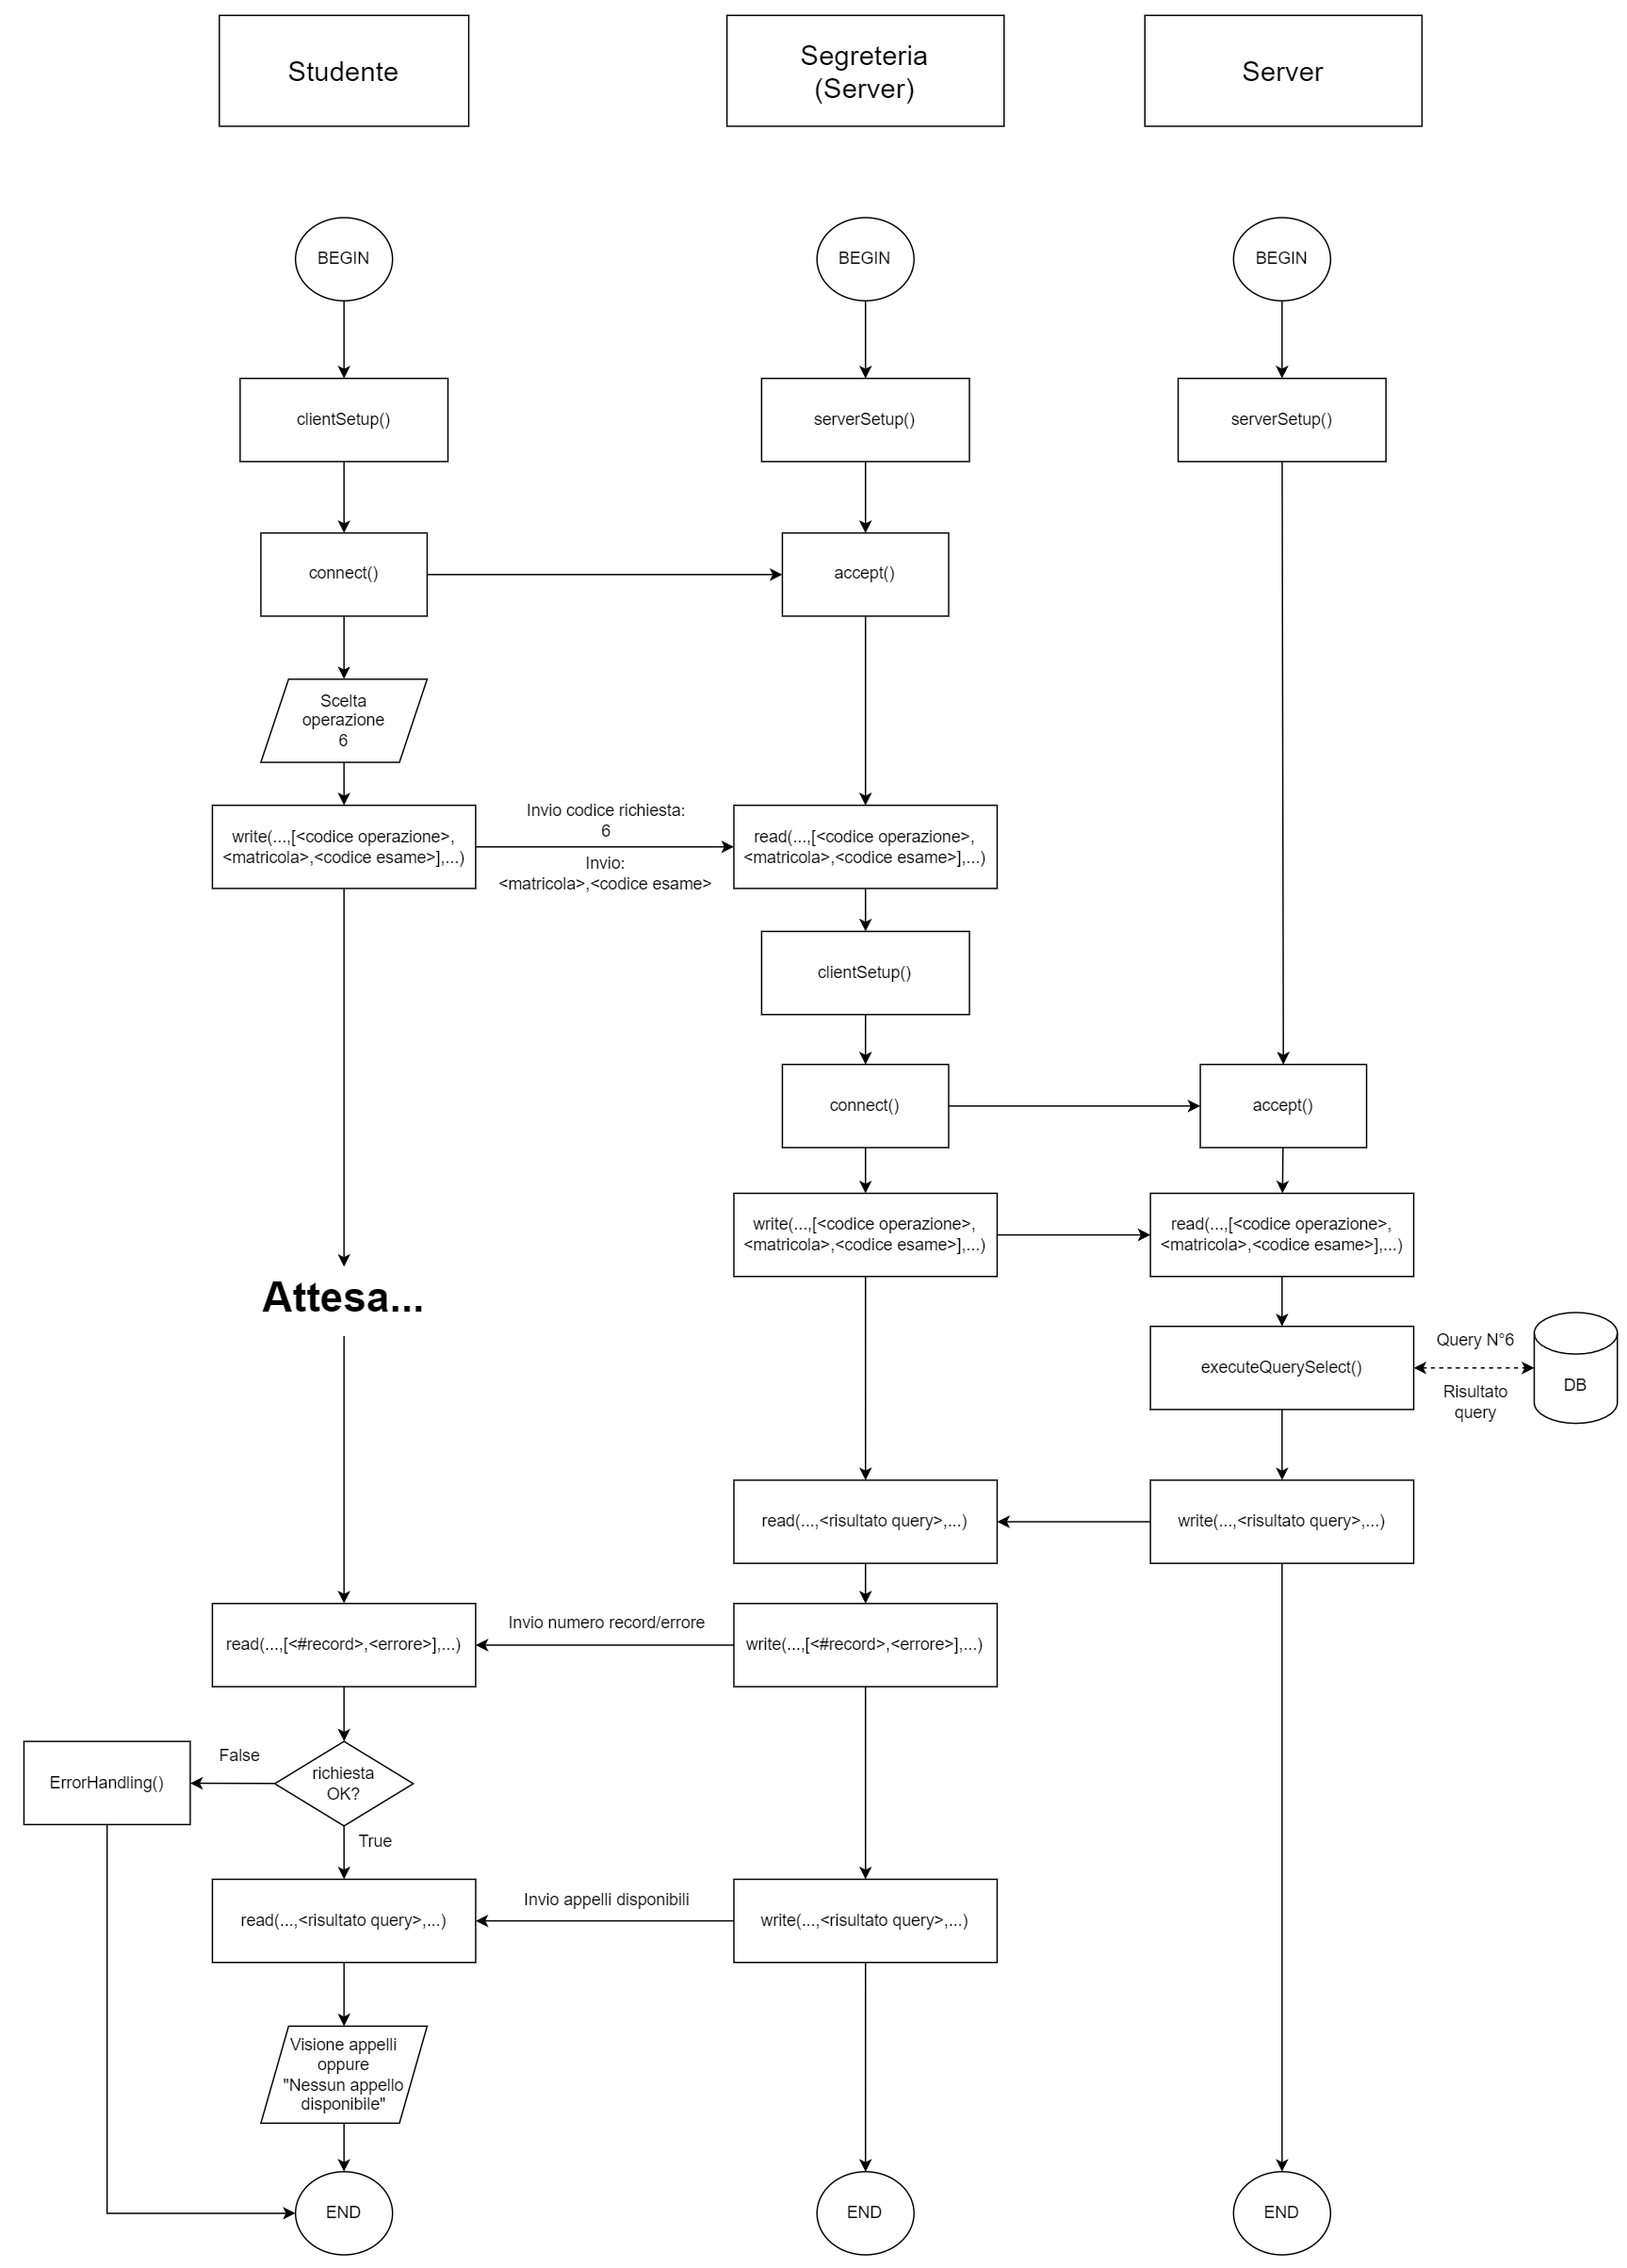 Studente
Segreteria
(Server)
Server
BEGIN
BEGIN
BEGIN
clientSetup()
serverSetup()
serverSetup()
connect()
accept()
Scelta
operazione
6
write(...,[<codice operazione>,
<matricola>,<codice esame>],...)
Invio codice richiesta:
6
Invio:
<matricola>,<codice esame>
read(...,[<codice operazione>,
<matricola>,<codice esame>],...)
clientSetup()
connect()
accept()
write(...,[<codice operazione>,
<matricola>,<codice esame>],...)
read(...,[<codice operazione>,
<matricola>,<codice esame>],...)
Attesa...
executeQuerySelect()
Query N°6
Risultato
query
DB
read(...,<risultato query>,...)
write(...,<risultato query>,...)
read(...,[<#record>,<errore>],...)
Invio numero record/errore
write(...,[<#record>,<errore>],...)
ErrorHandling()
False
richiesta
OK?
True
read(...,<risultato query>,...)
Invio appelli disponibili
write(...,<risultato query>,...)
Visione appelli
oppure
"Nessun appello
disponibile"
END
END
END